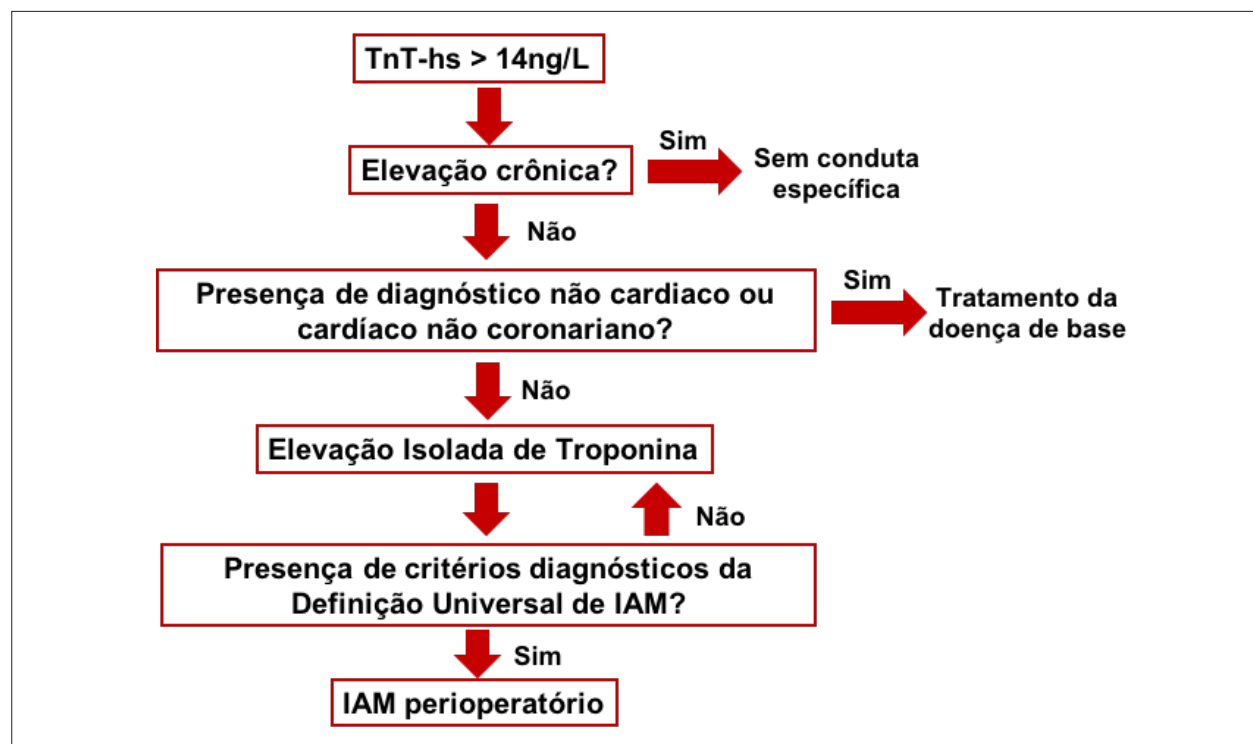 TnT-hs > 14ng/L
Elevação crônica?
Sim
Sem conduta
específica
Não
Presença de diagnóstico não cardiaco ou
cardíaco não coronariano?
Sim
Tratamento da
doença de base
Não
Elevação Isolada de Troponina
Não
Presença de critérios diagnósticos da
Definição Universal de IAM?
Sim
IAM perioperatório